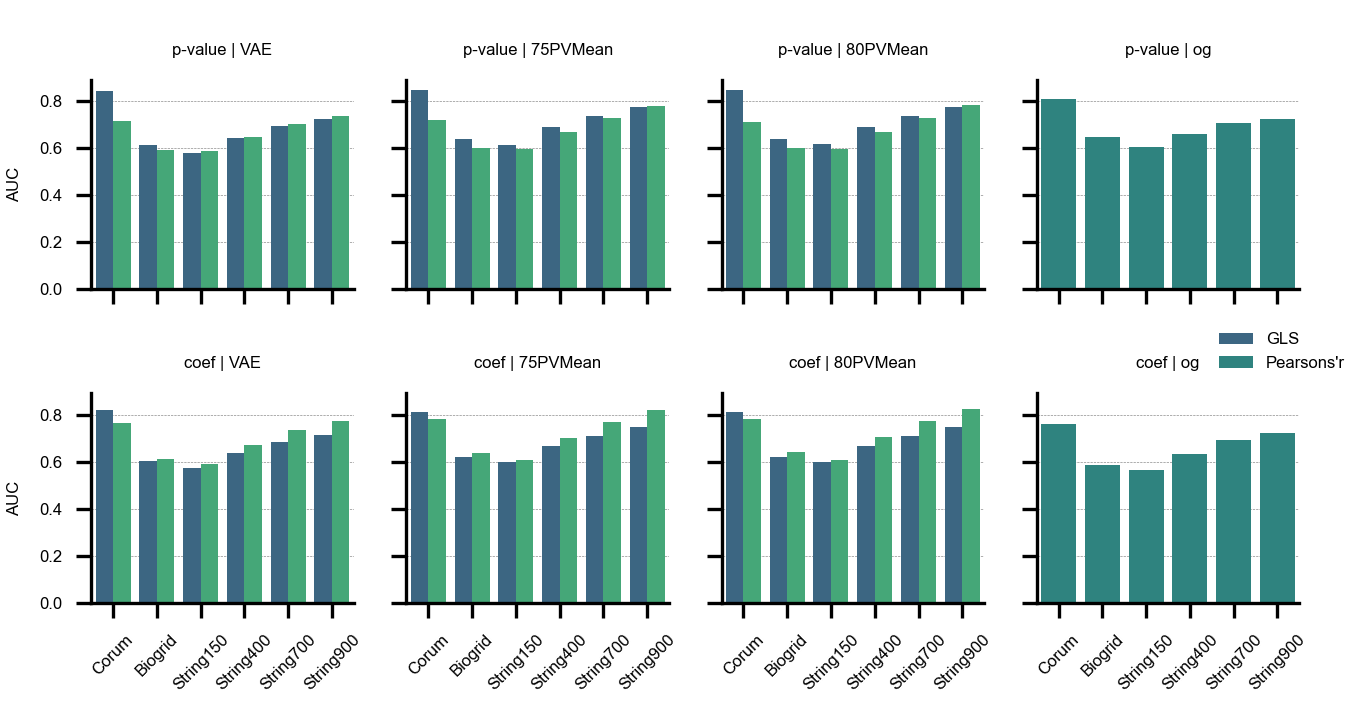 p-value | VAE
p-value | 75PVMean
p-value | 80PVMean
p-value | og
AUC
0.8
0.6
0.4
0.2
0.0
GLS
Pearsons'r
coef | VAE
coef | 75PVMean
coef | 80PVMean
coef | og
AUC
0.8
0.6
0.4
0.2
0.0
Corum
Biogrid
String150
String400
String700
String900
Corum
Biogrid
String150
String400
String700
String900
Corum
Biogrid
String150
String400
String700
String900
Corum
Biogrid
String150
String400
String700
String900